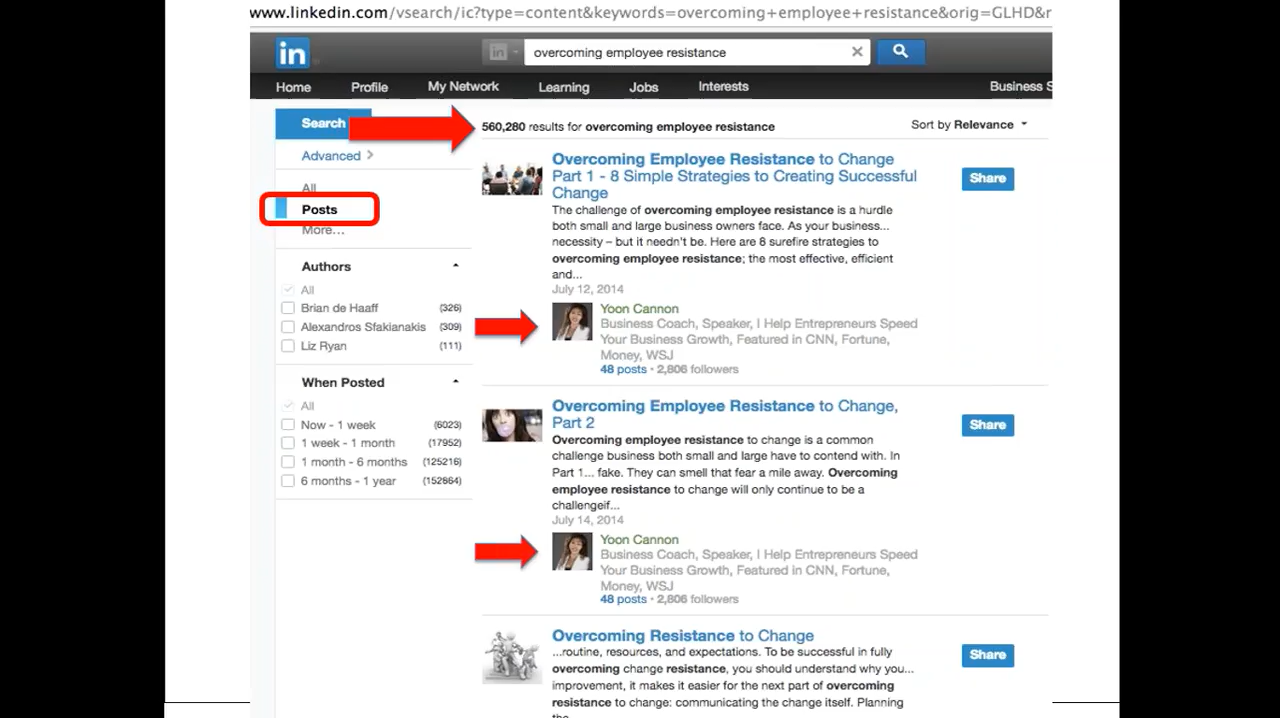 www.linkedin.com/vsearch/ic?type=content&keywords=overcoming+employee+resistance&orig=GLHD&r
in
in
overcoming employee resistance
Home Profile My Network Learning Jobs Interests Business S
Search
Advanced
All
Posts
More...
Authors
All
Brian de Haaff (326)
Alexandros Sfakianakis (309)
Liz Ryan (111)
When Posted
All
Now - 1 week (6023)
1 week - 1 month (17952)
1 month - 6 months (125216)
6 months - 1 year (152864)
560,280 results for overcoming employee resistance
Sort by Relevance
Overcoming Employee Resistance to Change
Part 1 - 8 Simple Strategies to Creating Successful
Change
Share
The challenge of overcoming employee resistance is a hurdle
both small and large business owners face. As your business...
necessity – but it needn't be. Here are 8 surefire strategies to
overcoming employee resistance; the most effective, efficient
and...
July 12, 2014
Yoon Cannon
Business Coach, Speaker, I Help Entrepreneurs Speed
Your Business Growth, Featured in CNN, Fortune,
Money, WSJ
48 posts • 2,806 followers
Overcoming Employee Resistance to Change,
Part 2
Share
Overcoming employee resistance to change is a common
challenge business both small and large have to contend with. In
Part 1... fake. They can smell that fear a mile away. Overcoming
employee resistance to change will only continue to be a
challengeif...
July 14, 2014
Yoon Cannon
Business Coach, Speaker, I Help Entrepreneurs Speed
Your Business Growth, Featured in CNN, Fortune,
Money, WSJ
48 posts • 2,806 followers
Overcoming Resistance to Change
Share
...routine, resources, and expectations. To be successful in fully
overcoming change resistance, you should understand why you...
improvement, it makes it easier for the next part of overcoming
resistance to change: communicating the change itself. Planning
the...